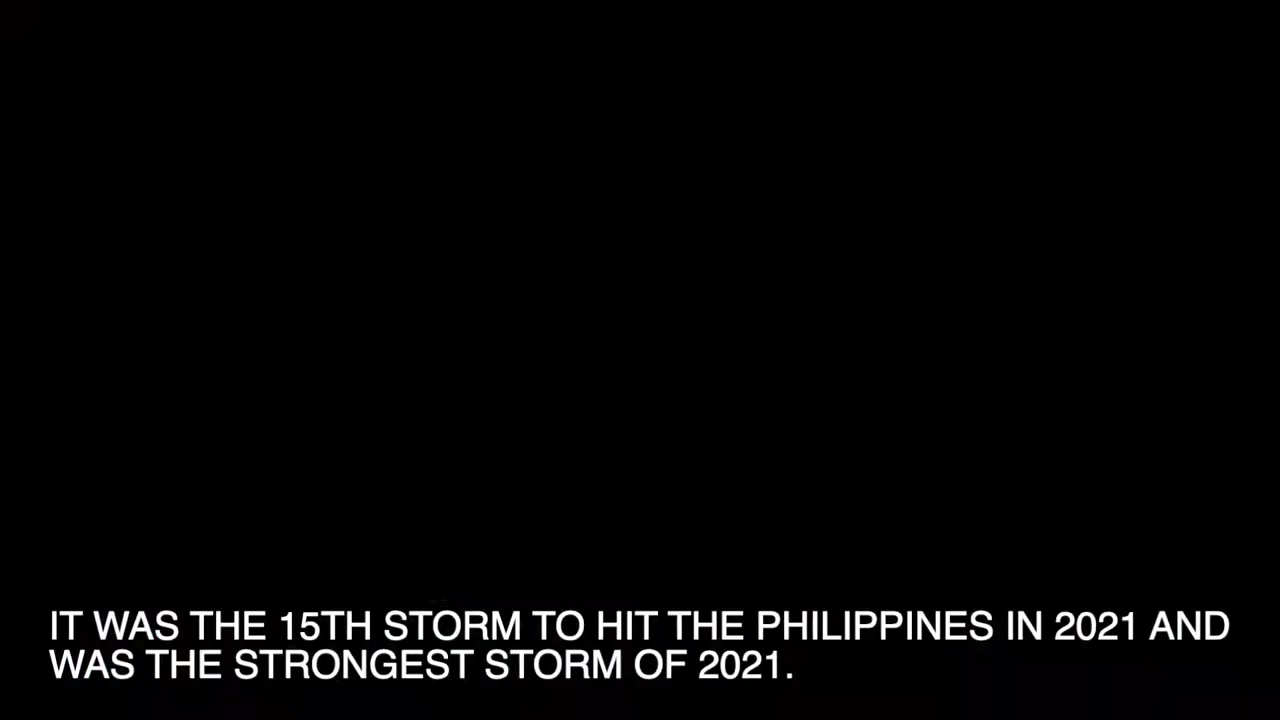 IT WAS THE 15TH STORM TO HIT THE PHILIPPINES IN 2021 AND
WAS THE STRONGEST STORM OF 2021.